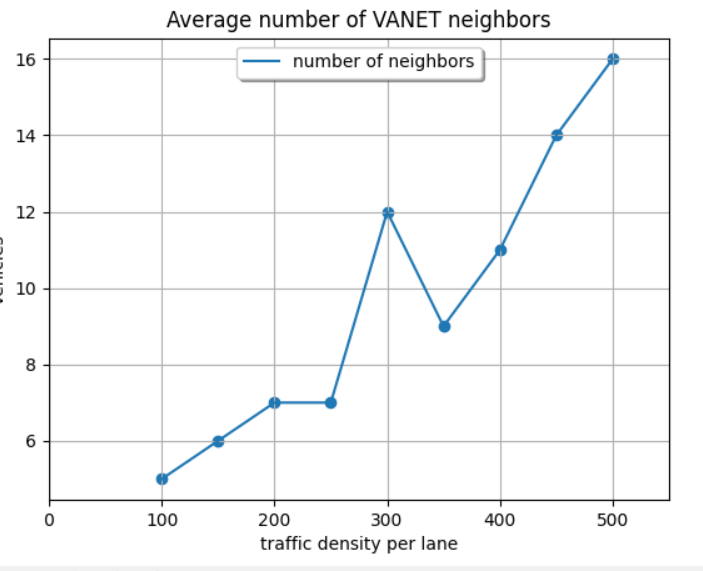 Average number of VANET neighbors
number of neighbors
16
14
12
10
8
6
0 100 200 300 400 500
traffic density per lane